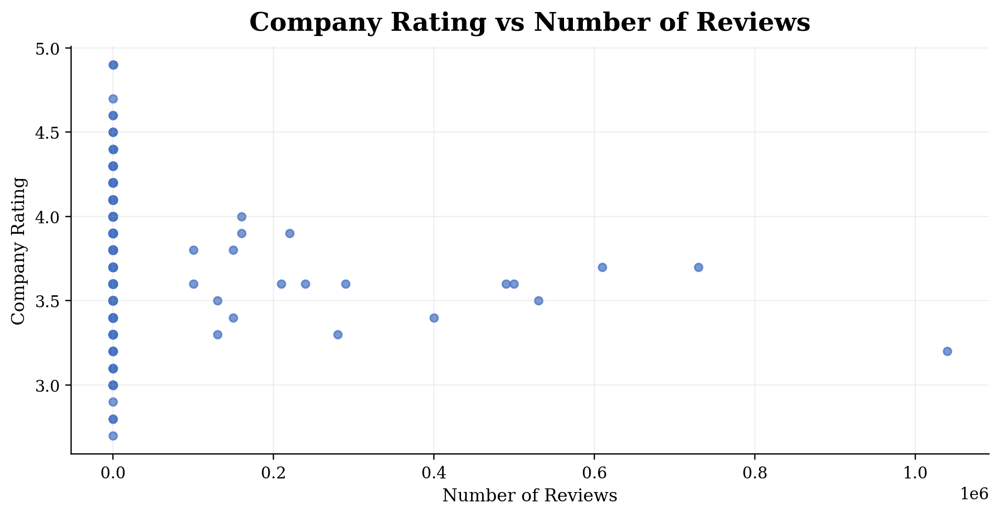 Company Rating vs Number of Reviews
Company Rating
5.0
4.5
4.0
3.5
3.0
0.0 0.2 0.4 0.6 0.8 1.0
Number of Reviews
1e6